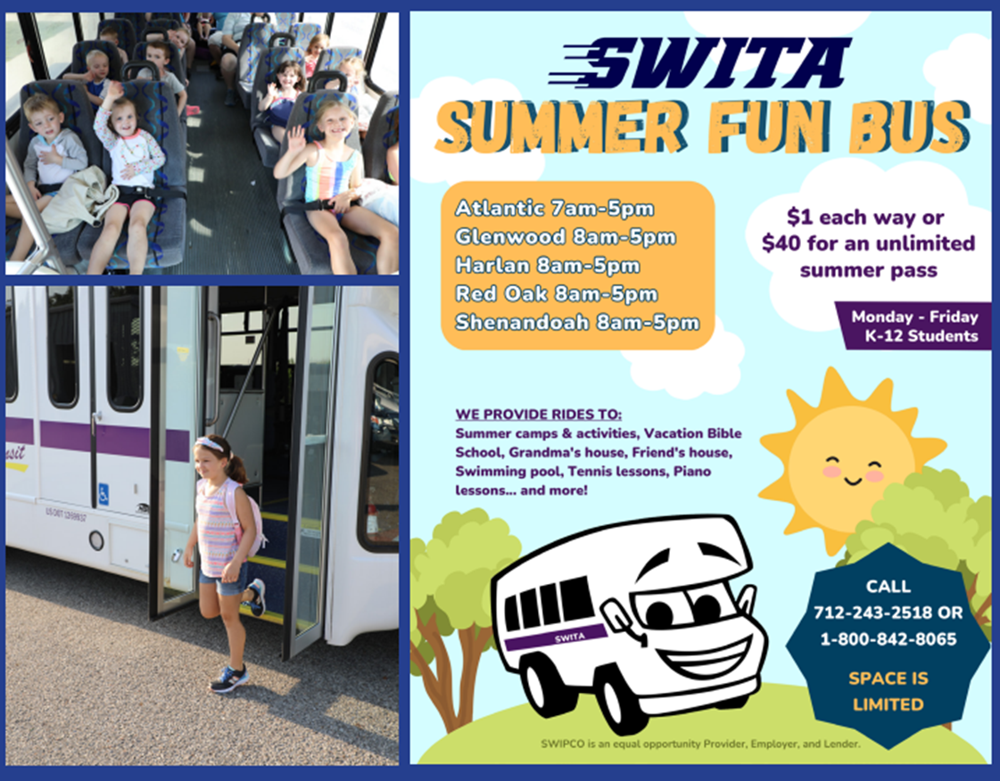 SWITA
SUMMER FUN BUS
Atlantic 7am-5pm
Glenwood 8am-5pm
Harlan 8am-5pm
Red Oak 8am-5pm
Shenandoah 8am-5pm
$1 each way or
$40 for an unlimited
summer pass
Monday - Friday
K-12 Students
WE PROVIDE RIDES TO:
Summer camps & activities, Vacation Bible
School, Grandma's house, Friend's house,
Swimming pool, Tennis lessons, Piano
lessons... and more!
SWITA
CALL
712-243-2518 OR
1-800-842-8065
SPACE IS
LIMITED
SWIPCO is an equal opportunity Provider, Employer, and Lender.